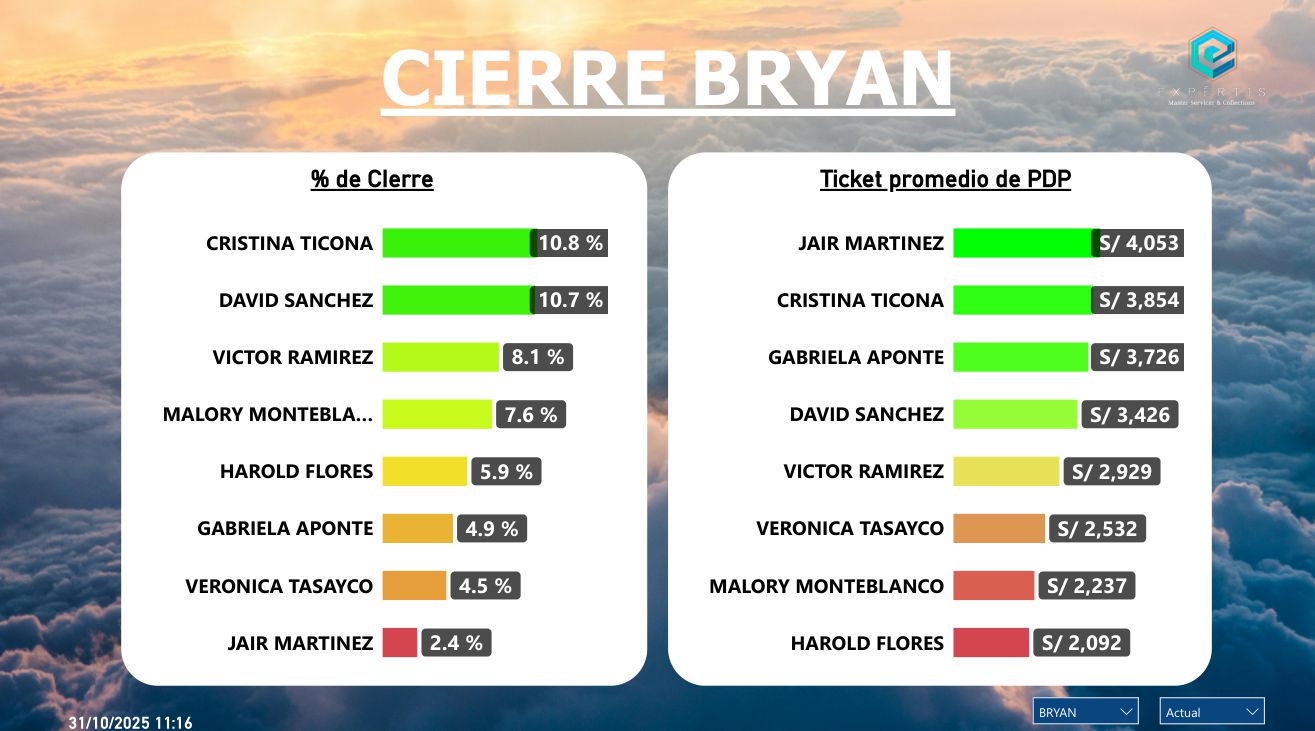 CIERRE BRYAN
EXPERTIS
Master Servicer & Collections
% de Cierre
CRISTINA TICONA 10.8 %
DAVID SANCHEZ 10.7 %
VICTOR RAMIREZ 8.1 %
MALORY MONTEBLA... 7.6 %
HAROLD FLORES 5.9 %
GABRIELA APONTE 4.9 %
VERONICA TASAYCO 4.5 %
JAIR MARTINEZ 2.4 %
Ticket promedio de PDP
JAIR MARTINEZ S/ 4,053
CRISTINA TICONA S/ 3,854
GABRIELA APONTE S/ 3,726
DAVID SANCHEZ S/ 3,426
VICTOR RAMIREZ S/ 2,929
VERONICA TASAYCO S/ 2,532
MALORY MONTEBLANCO S/ 2,237
HAROLD FLORES S/ 2,092
31/10/2025 11:16
BRYAN
Actual